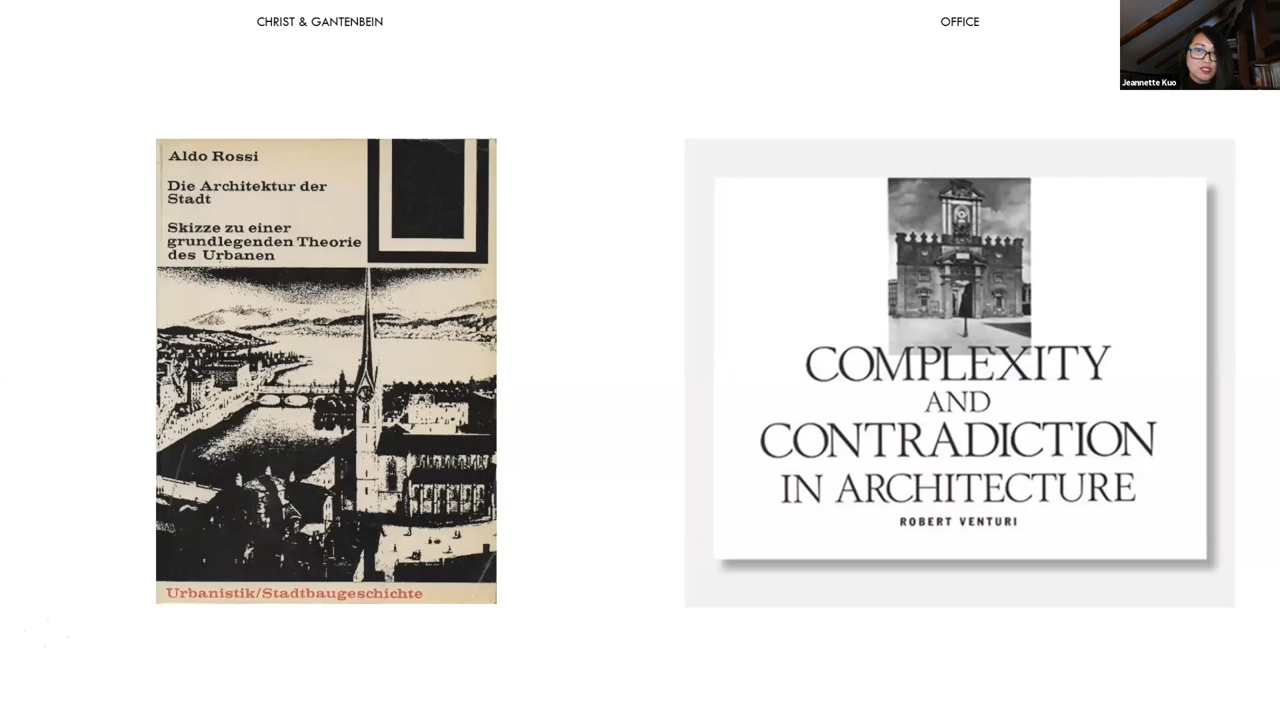 CHRIST & GANTENBEIN
OFFICE
Jeannette Kuo
Aldo Rossi
Die Architektur der
Stadt
Skizze zu einer
grundlegenden Theorie
des Urbanen
Urbanistik/Stadtbaugeschichte
COMPLEXITY
AND
CONTRADICTION
IN ARCHITECTURE
ROBERT VENTURI